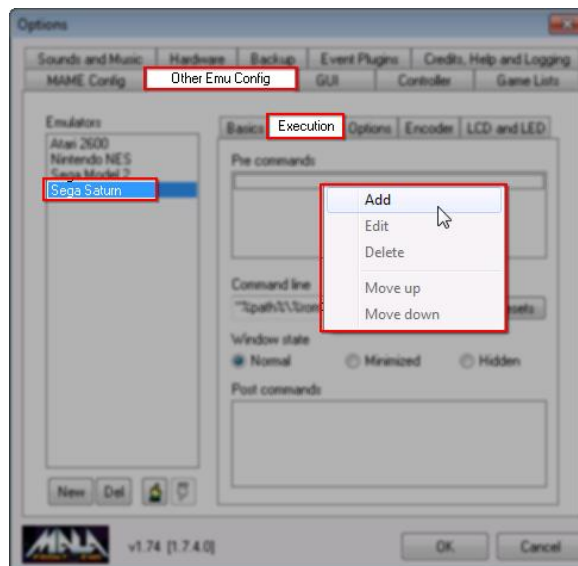 Options
Sounds and Music Hardware Backup Event Plugins Credits, Help and Logging
MAME Config Other Emu Config GUI Controller Game Lists
Emulators
Atari 2600
Nintendo NES
Sega Model 2
Sega Saturn
Basics Execution Options Encoder LCD and LED
Pre commands
Add
Edit
Delete
Move up
Move down
Command line
Window state
Normal Minimized Hidden
Post commands
New Del
MALA
v1.74 [1.7.4.0]
OK Cancel